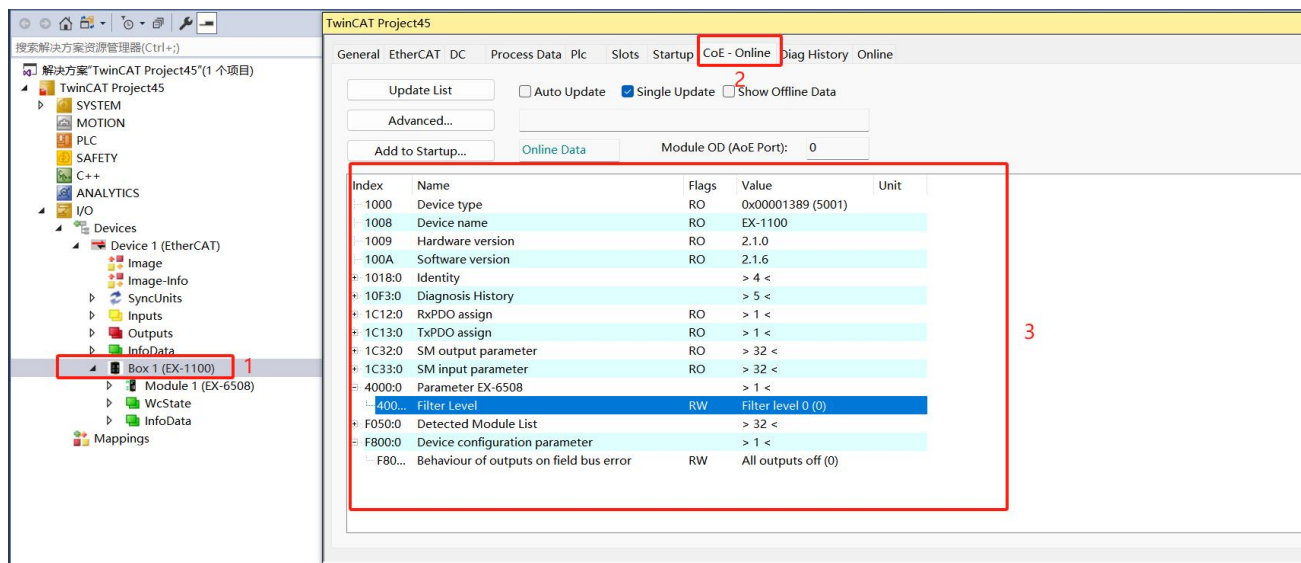 搜索解决方案资源管理器(Ctrl+;)
解决方案"TwinCAT Project45"(1 个项目)
TwinCAT Project45
SYSTEM
MOTION
PLC
SAFETY
C++
ANALYTICS
I/O
Devices
Device 1 (EtherCAT)
Image
Image-Info
SyncUnits
Inputs
Outputs
InfoData
Box 1 (EX-1100) 1
Module 1 (EX-6508)
WcState
InfoData
Mappings
TwinCAT Project45
General EtherCAT DC Process Data Plc Slots Startup CoE - Online Diag History Online
2
Update List Auto Update Single Update Show Offline Data
Advanced...
Add to Startup... Online Data Module OD (AoE Port): 0
Index Name Flags Value Unit
1000 Device type RO 0x00001389 (5001)
1008 Device name RO EX-1100
1009 Hardware version RO 2.1.0
100A Software version RO 2.1.6
1018:0 Identity > 4 <
10F3:0 Diagnosis History > 5 <
1C12:0 RxPDO assign RO > 1 <
1C13:0 TxPDO assign RO > 1 <
1C32:0 SM output parameter RO > 32 <
1C33:0 SM input parameter RO > 32 <
4000:0 Parameter EX-6508 > 1 <
400... Filter Level RW Filter level 0 (0)
F050:0 Detected Module List > 32 <
F800:0 Device configuration parameter > 1 <
F80... Behaviour of outputs on field bus error RW All outputs off (0)
3